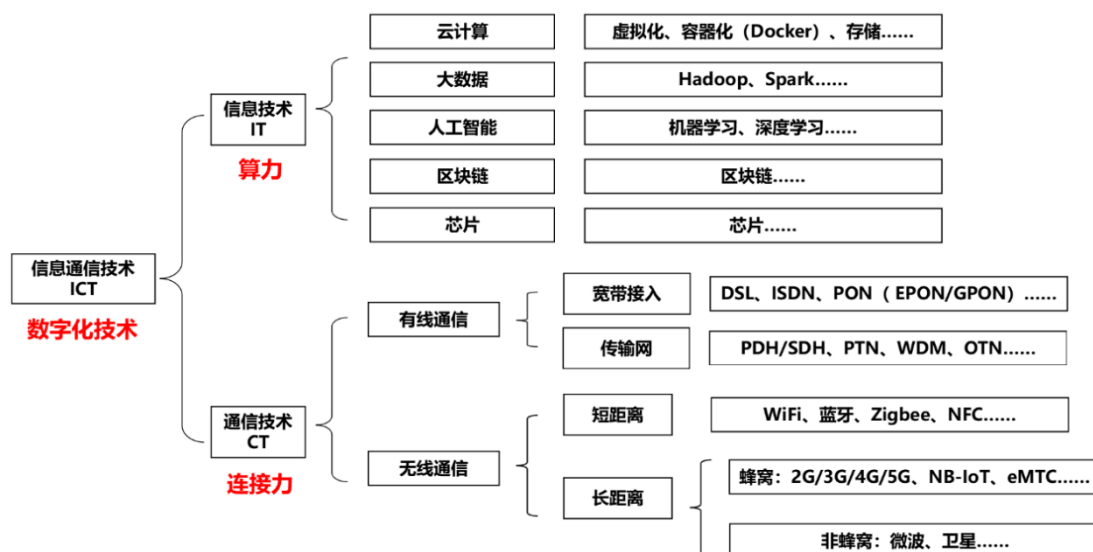 云计算
虚拟化、容器化（Docker）、存储......
大数据
Hadoop、Spark......
信息技术
IT
算力
人工智能
机器学习、深度学习......
区块链
区块链......
芯片
芯片......
信息通信技术
ICT
数字化技术
宽带接入
DSL、ISDN、PON（ EPON/GPON）......
有线通信
传输网
PDH/SDH、PTN、WDM、OTN......
通信技术
CT
连接力
短距离
WiFi、蓝牙、Zigbee、NFC......
无线通信
长距离
蜂窝：2G/3G/4G/5G、NB-IoT、eMTC......
非蜂窝：微波、卫星......